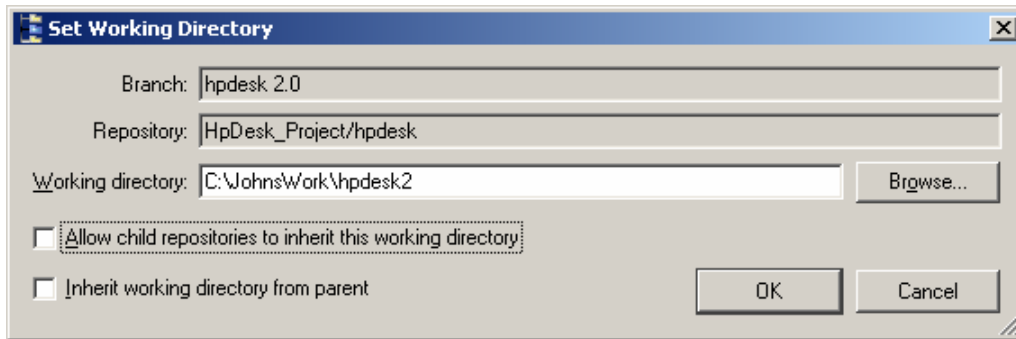 Set Working Directory
Branch: hpdesk 2.0
Repository: HpDesk_Project/hpdesk
Working directory: C:\JohnsWork\hpdesk2 Browse...
Allow child repositories to inherit this working directory
Inherit working directory from parent OK Cancel